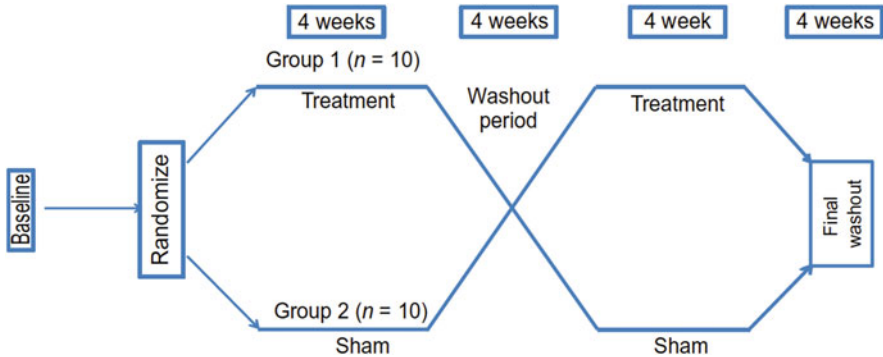 4 weeks
4 weeks
4 week
4 weeks
Group 1 (n = 10)
Treatment
Washout
period
Treatment
Baseline
Randomize
Final
washout
Group 2 (n = 10)
Sham
Sham